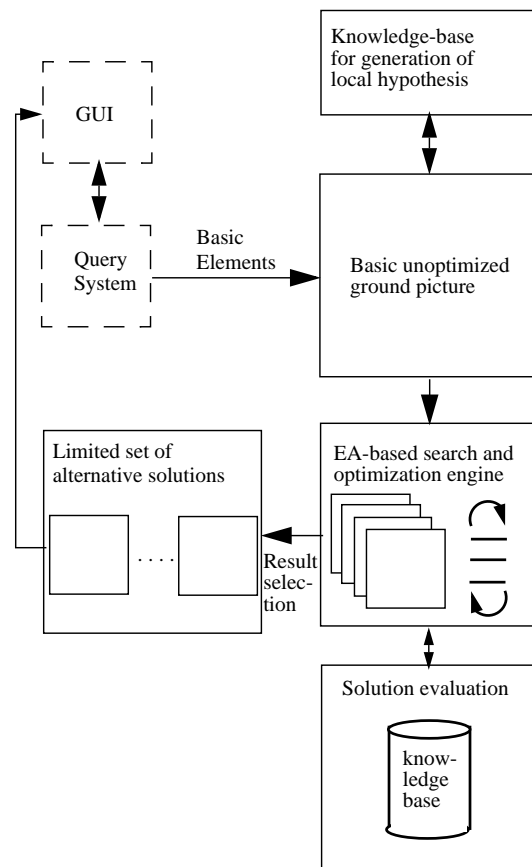 Knowledge-base
for generation of
local hypothesis
GUI
Query
System
Basic
Elements
Basic unoptimized
ground picture
Limited set of
alternative solutions
. . . .
EA-based search and
optimization engine
Result
selec-
tion
Solution evaluation
know-
ledge
base